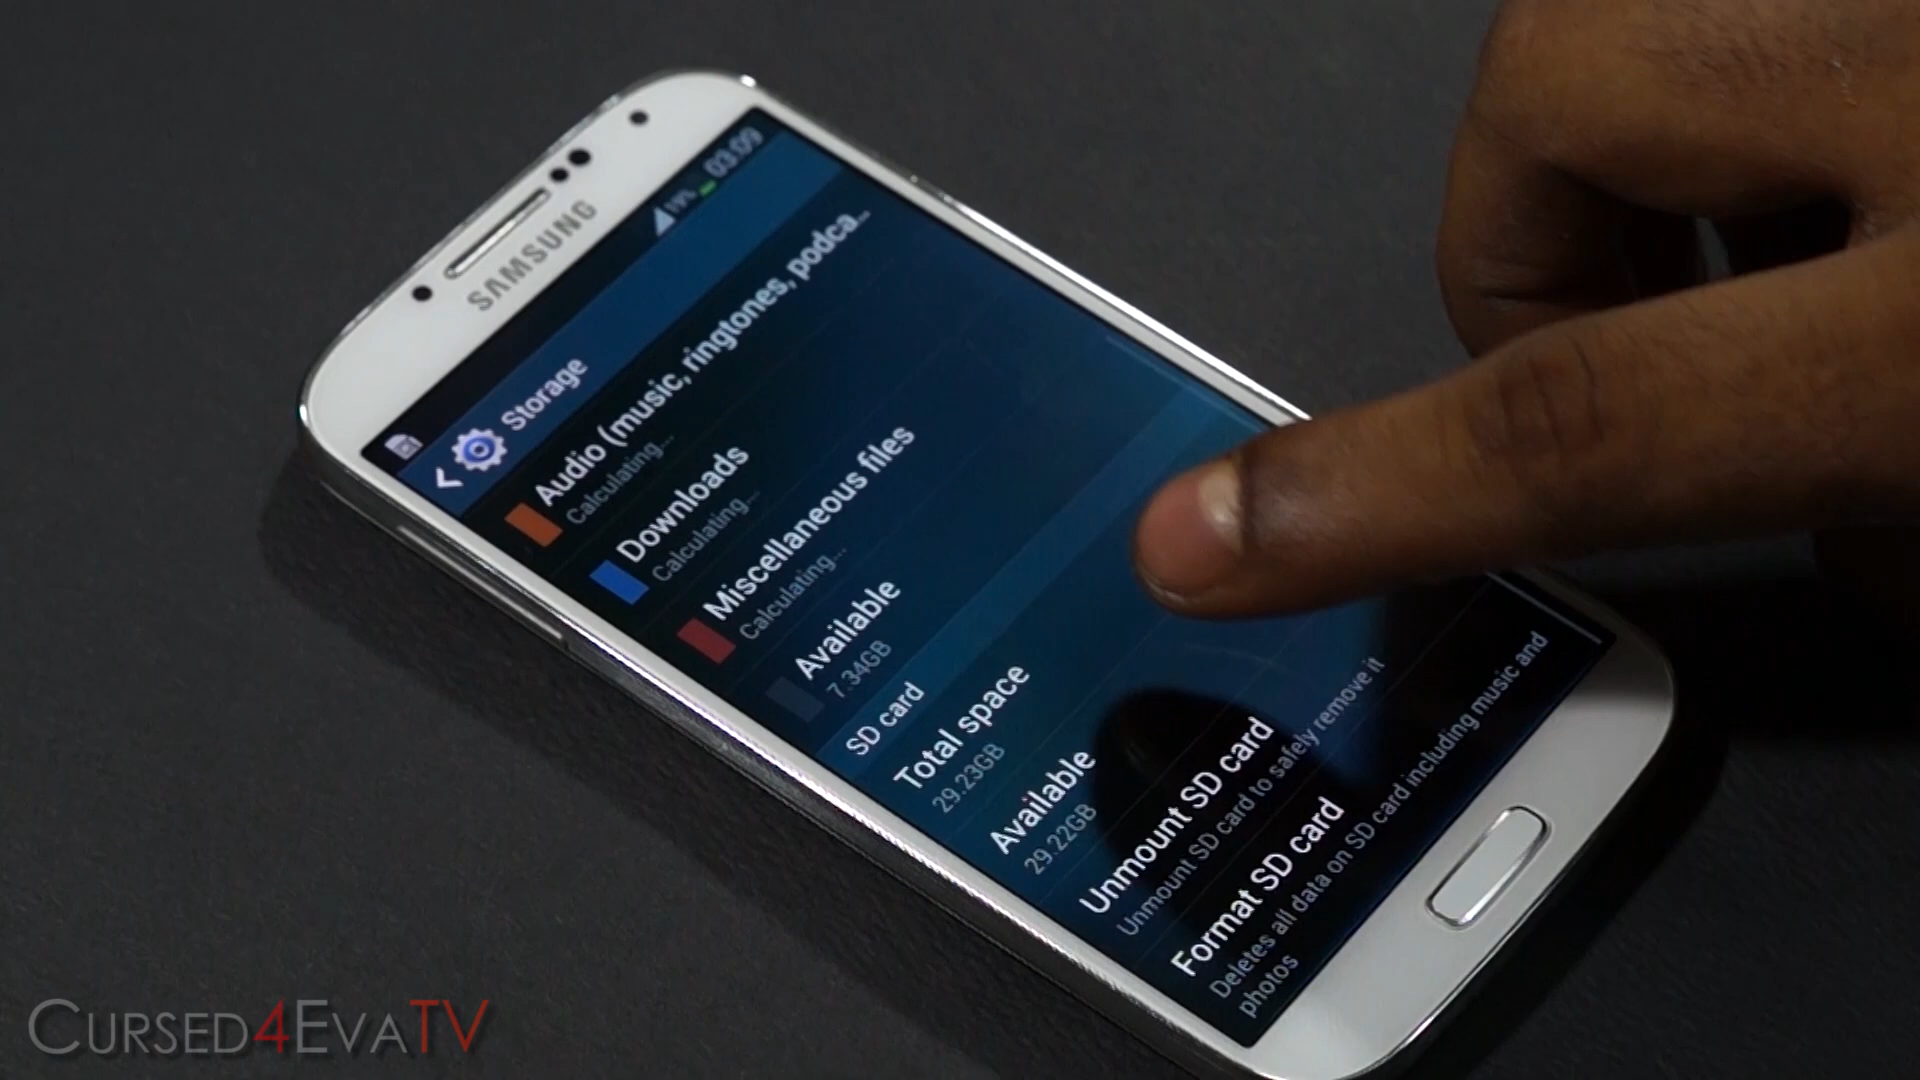 SAMSUNG
19% 03:09
Storage
Audio (music, ringtones, podca...
Calculating...
Downloads
Calculating...
Miscellaneous files
Calculating...
Available
7.34GB
SD card
Total space
29.23GB
Available
29.22GB
Unmount SD card
Unmount SD card to safely remove it
Format SD card
Deletes all data on SD card including music and
photos
CURSED4EVATV